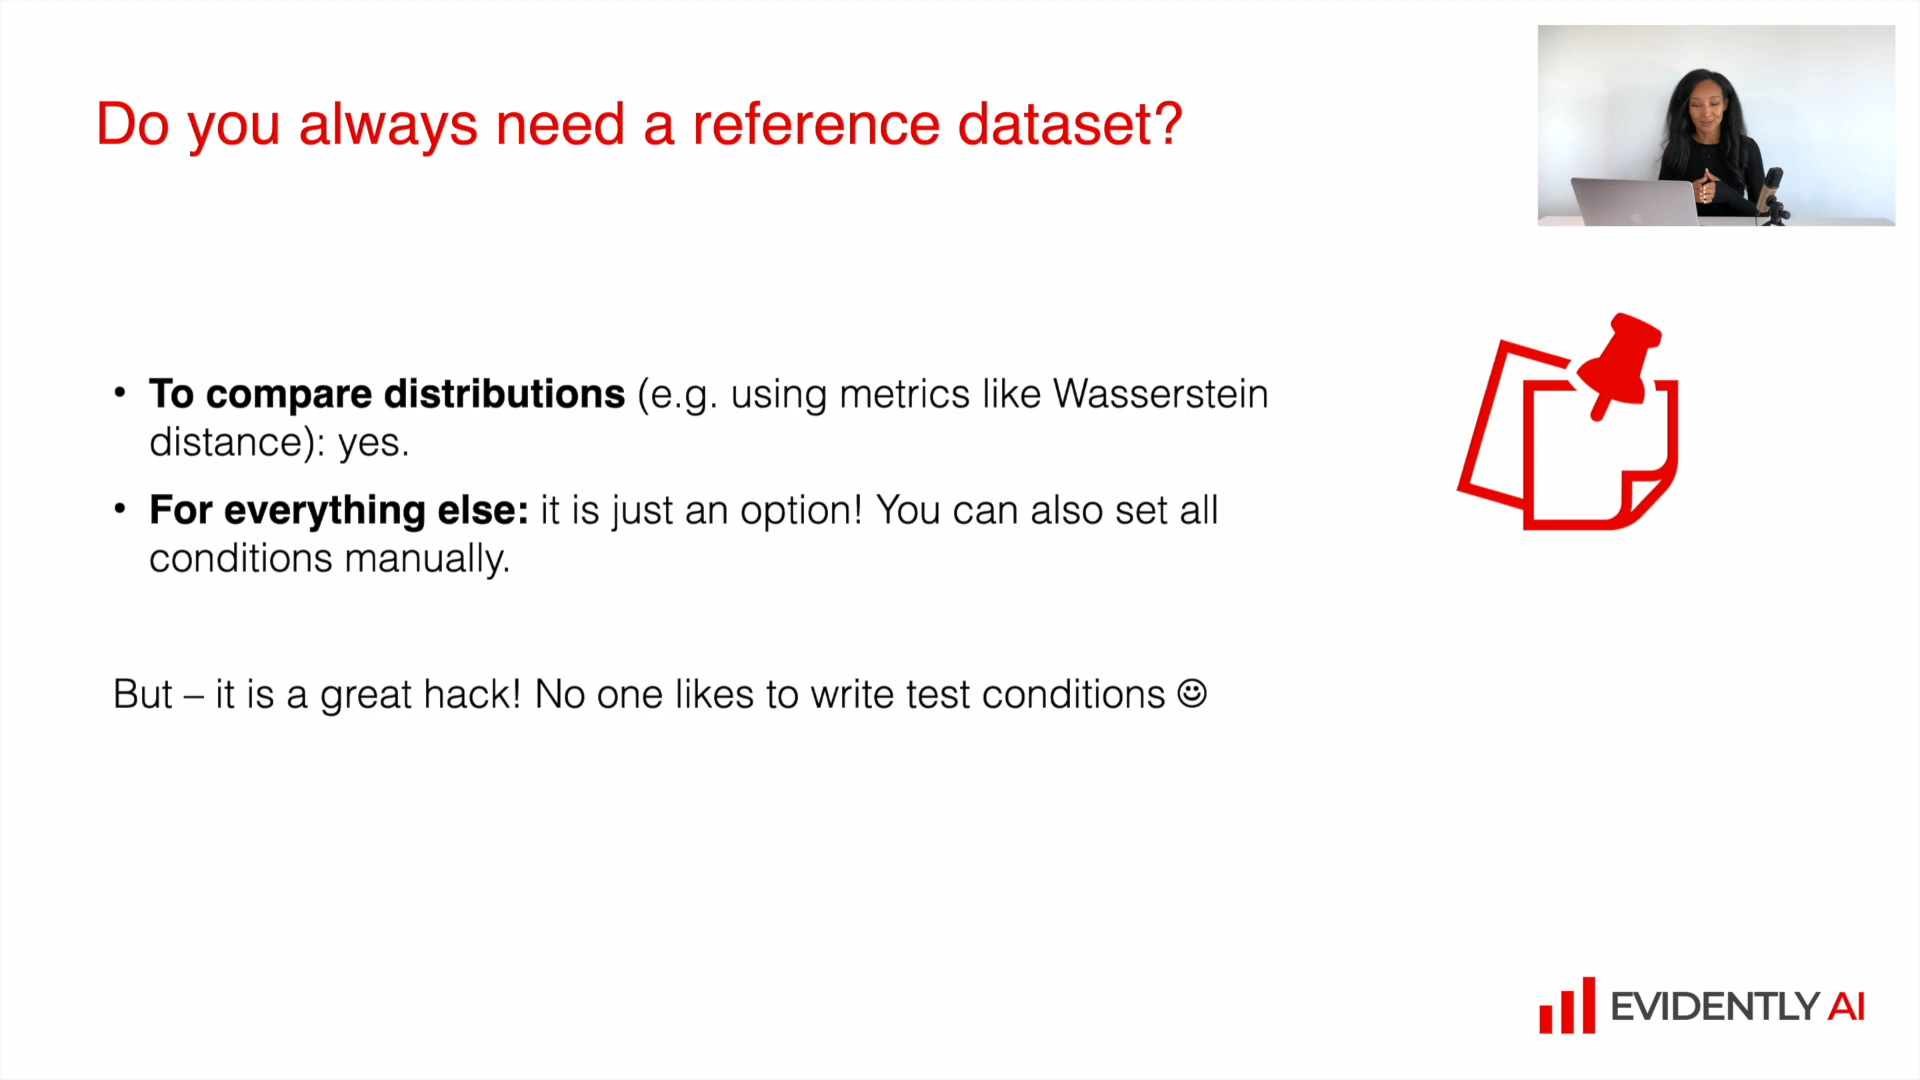 Do you always need a reference dataset?
• To compare distributions (e.g. using metrics like Wasserstein
distance): yes.
• For everything else: it is just an option! You can also set all
conditions manually.
But – it is a great hack! No one likes to write test conditions ☺
EVIDENTLY AI